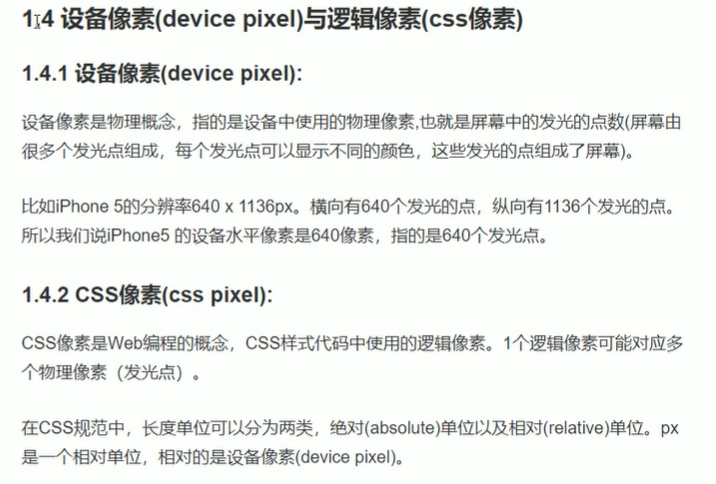 1.4 设备像素(device pixel)与逻辑像素(css像素)
1.4.1 设备像素(device pixel):
设备像素是物理概念，指的是设备中使用的物理像素,也就是屏幕中的发光的点数(屏幕由
很多个发光点组成，每个发光点可以显示不同的颜色，这些发光的点组成了屏幕)。
比如iPhone 5的分辨率640 x 1136px。横向有640个发光的点，纵向有1136个发光的点。
所以我们说iPhone5 的设备水平像素是640像素，指的是640个发光点。
1.4.2 CSS像素(css pixel):
CSS像素是Web编程的概念，CSS样式代码中使用的逻辑像素。1个逻辑像素可能对应多
个物理像素（发光点）。
在CSS规范中，长度单位可以分为两类，绝对(absolute)单位以及相对(relative)单位。px
是一个相对单位，相对的是设备像素(device pixel)。